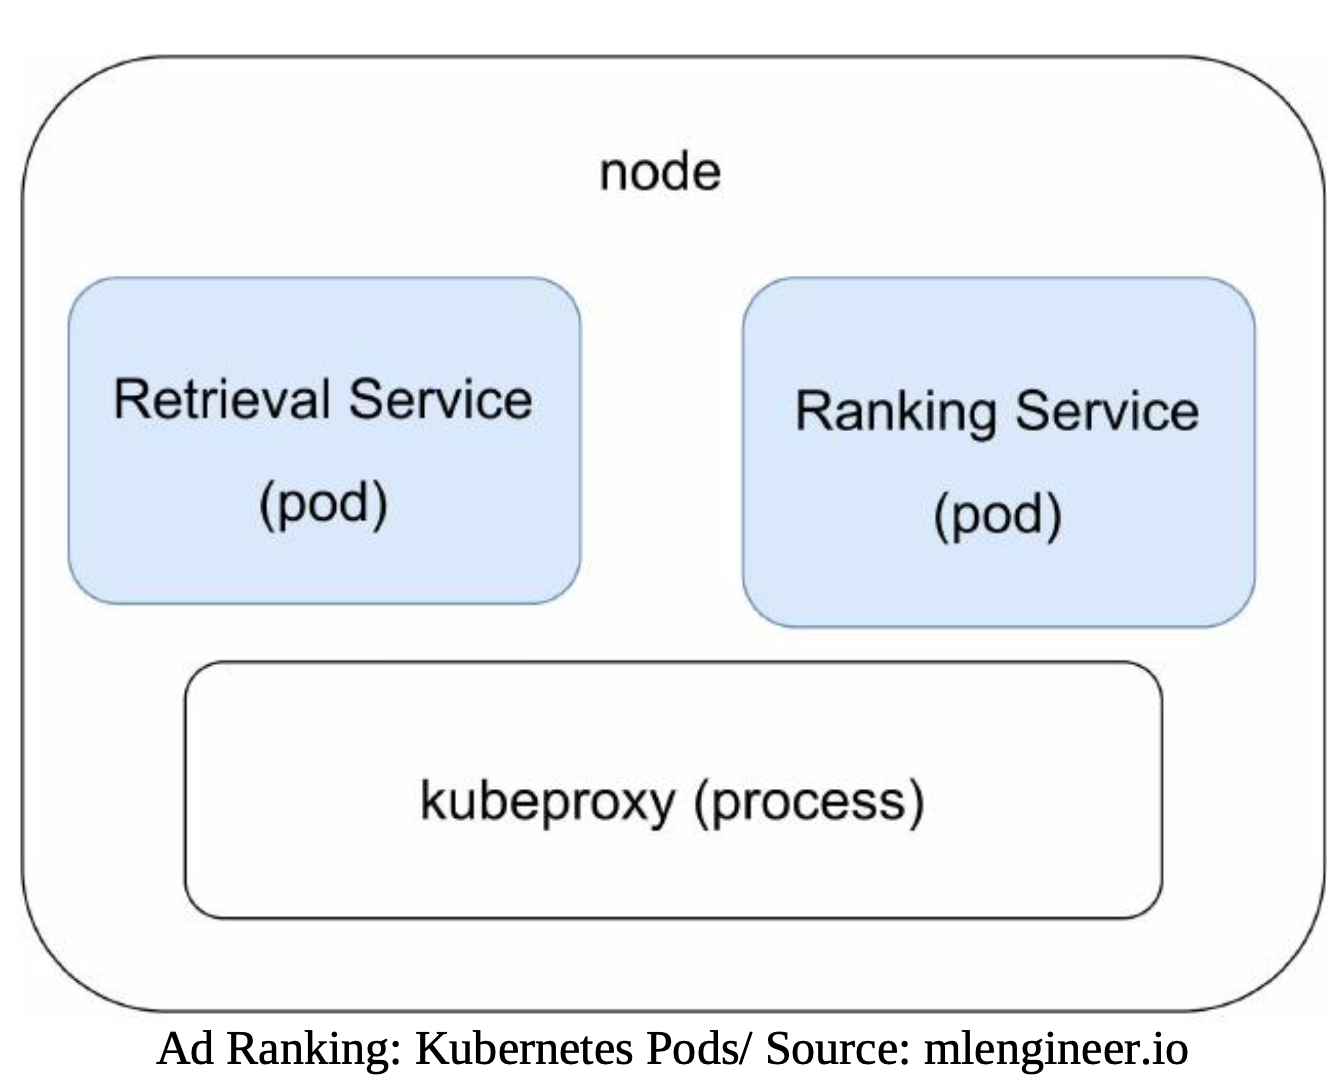 node
Retrieval Service
(pod)
Ranking Service
(pod)
kubeproxy (process)
Ad Ranking: Kubernetes Pods/ Source: mlengineer.io